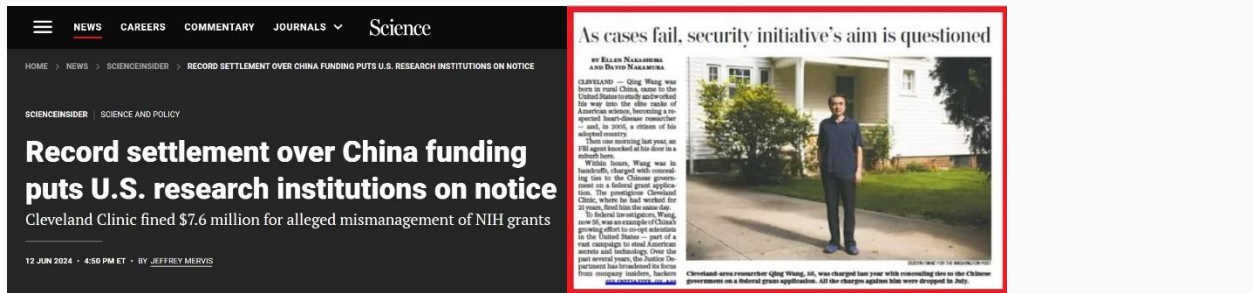 NEWS CAREERS COMMENTARY JOURNALS Science
HOME > NEWS > SCIENCEINSIDER > RECORD SETTLEMENT OVER CHINA FUNDING PUTS U.S. RESEARCH INSTITUTIONS ON NOTICE
SCIENCEINSIDER | SCIENCE AND POLICY
Record settlement over China funding
puts U.S. research institutions on notice
Cleveland Clinic fined $7.6 million for alleged mismanagement of NIH grants
12 JUN 2024 • 4:50 PM ET • BY JEFFREY MERVIS
As cases fail, security initiative's aim is questioned
BY ELLEN NAKASHIMA
AND DAVID NAKAMURA
CLEVELAND — Qing Wang was
born in rural China, came to the
United States to study and worked
his way into the elite ranks of
American science, becoming a re-
spected heart-disease researcher
— and, in 2005, a citizen of his
adopted country.
Then one morning last year, an
FBI agent knocked at his door in a
suburb here.
Within hours, Wang was in
handcuffs, charged with conceal-
ing ties to the Chinese govern-
ment on a federal grant applica-
tion. The prestigious Cleveland
Clinic, where he had worked for
21 years, fired him the same day.
To federal investigators, Wang,
now 56, was an example of China's
growing effort to co-opt scientists
in the United States — part of a
vast campaign to steal American
secrets and technology. Over the
past several years, the Justice De-
partment has broadened its focus
from company insiders, hackers
SEE INITIATIVE ON A22
DUSTIN FRANZ FOR THE WASHINGTON POST
Cleveland-area researcher Qing Wang, 56, was charged last year with concealing ties to the Chinese
government on a federal grant application. All the charges against him were dropped in July.